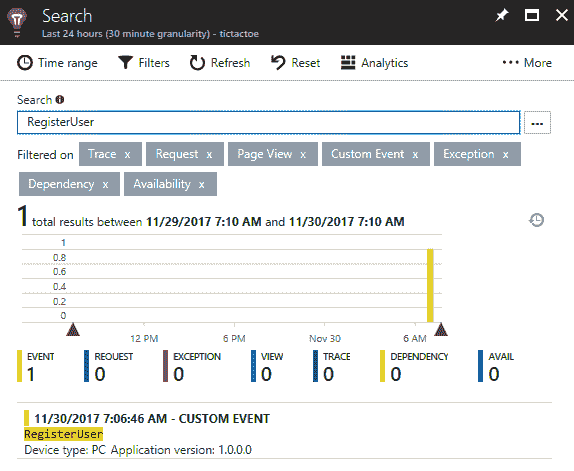 Search
Last 24 hours (30 minute granularity) - tictactoe
Time range Filters Refresh Reset Analytics ••• More
Search
RegisterUser ...
Filtered on Trace x Request x Page View x Custom Event x Exception x
Dependency x Availability x
1 total results between 11/29/2017 7:10 AM and 11/30/2017 7:10 AM
1
0.8
0.6
0.4
0.2
0
12 PM 6 PM Nov 30 6 AM
EVENT REQUEST EXCEPTION VIEW TRACE DEPENDENCY AVAIL
1 0 0 0 0 0 0
11/30/2017 7:06:46 AM - CUSTOM EVENT
RegisterUser
Device type: PC Application version: 1.0.0.0